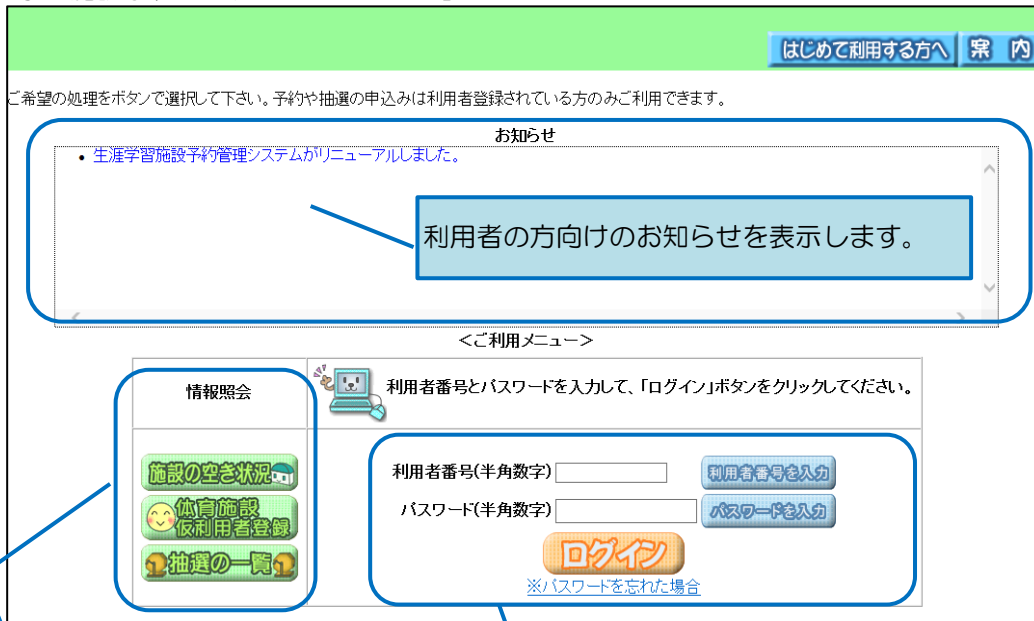 はじめて利用する方へ 案 内
ご希望の処理をボタンで選択して下さい。予約や抽選の申込みは利用者登録されている方のみご利用できます。
お知らせ
• 生涯学習施設予約管理システムがリニューアルしました。
利用者の方向けのお知らせを表示します。
＜ご利用メニュー＞
情報照会
利用者番号とパスワードを入力して、「ログイン」ボタンをクリックしてください。
施設の空き状況
体育施設
仮利用者登録
抽選の一覧
利用者番号(半角数字) 利用者番号を入力
パスワード(半角数字) パスワードを入力
ログイン
※パスワードを忘れた場合